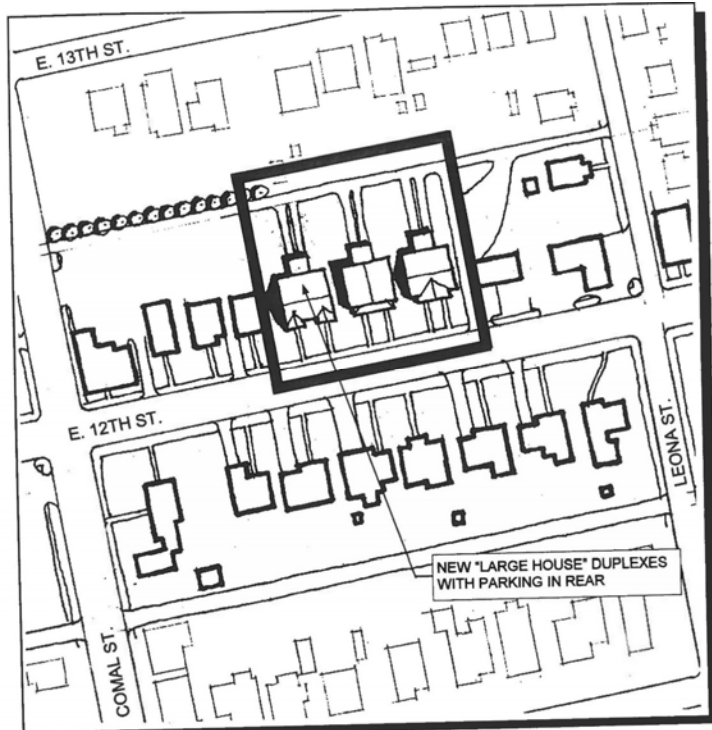 E. 13TH ST.
E. 12TH ST.
LEONA ST.
NEW "LARGE HOUSE" DUPLEXES
WITH PARKING IN REAR
COMAL ST.